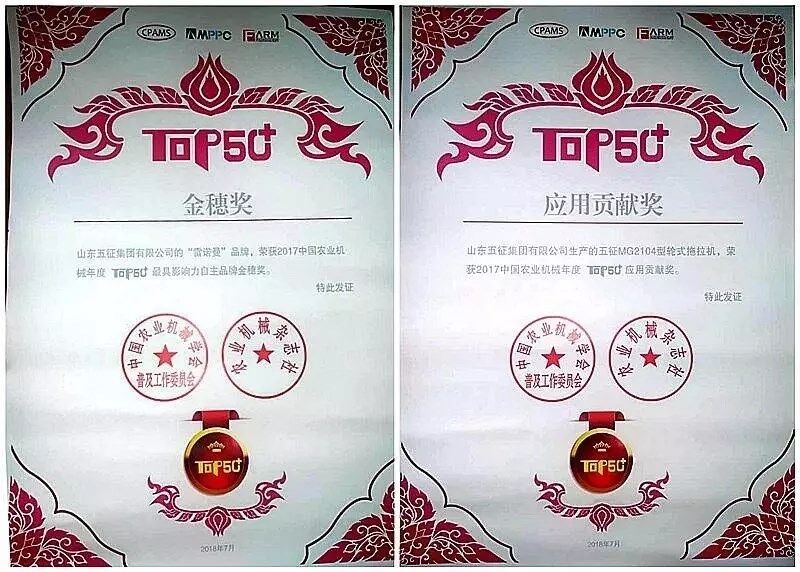 CPAMS AMPPC FARM
TOP50+
金穗奖
山东五征集团有限公司的“雷诺曼”品牌，荣获2017中国农业机
械年度 TOP50+ 最具影响力自主品牌金穗奖。
特此发证
中国农业机械学会
普及工作委员会
农业机械杂志社
TOP50+
2018年7月
CPAMS AMPPC FARM
TOP50+
应用贡献奖
山东五征集团有限公司生产的五征MG2104型轮式拖拉机，荣
获2017中国农业机械年度 TOP50+ 应用贡献奖。
特此发证
中国农业机械学会
普及工作委员会
农业机械杂志社
TOP50+
2018年7月